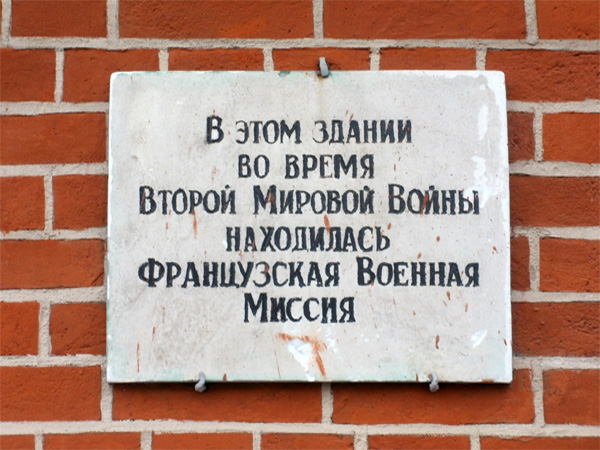 В этом здании
во время
Второй Мировой Войны
находилась
Французская Военная
Миссия